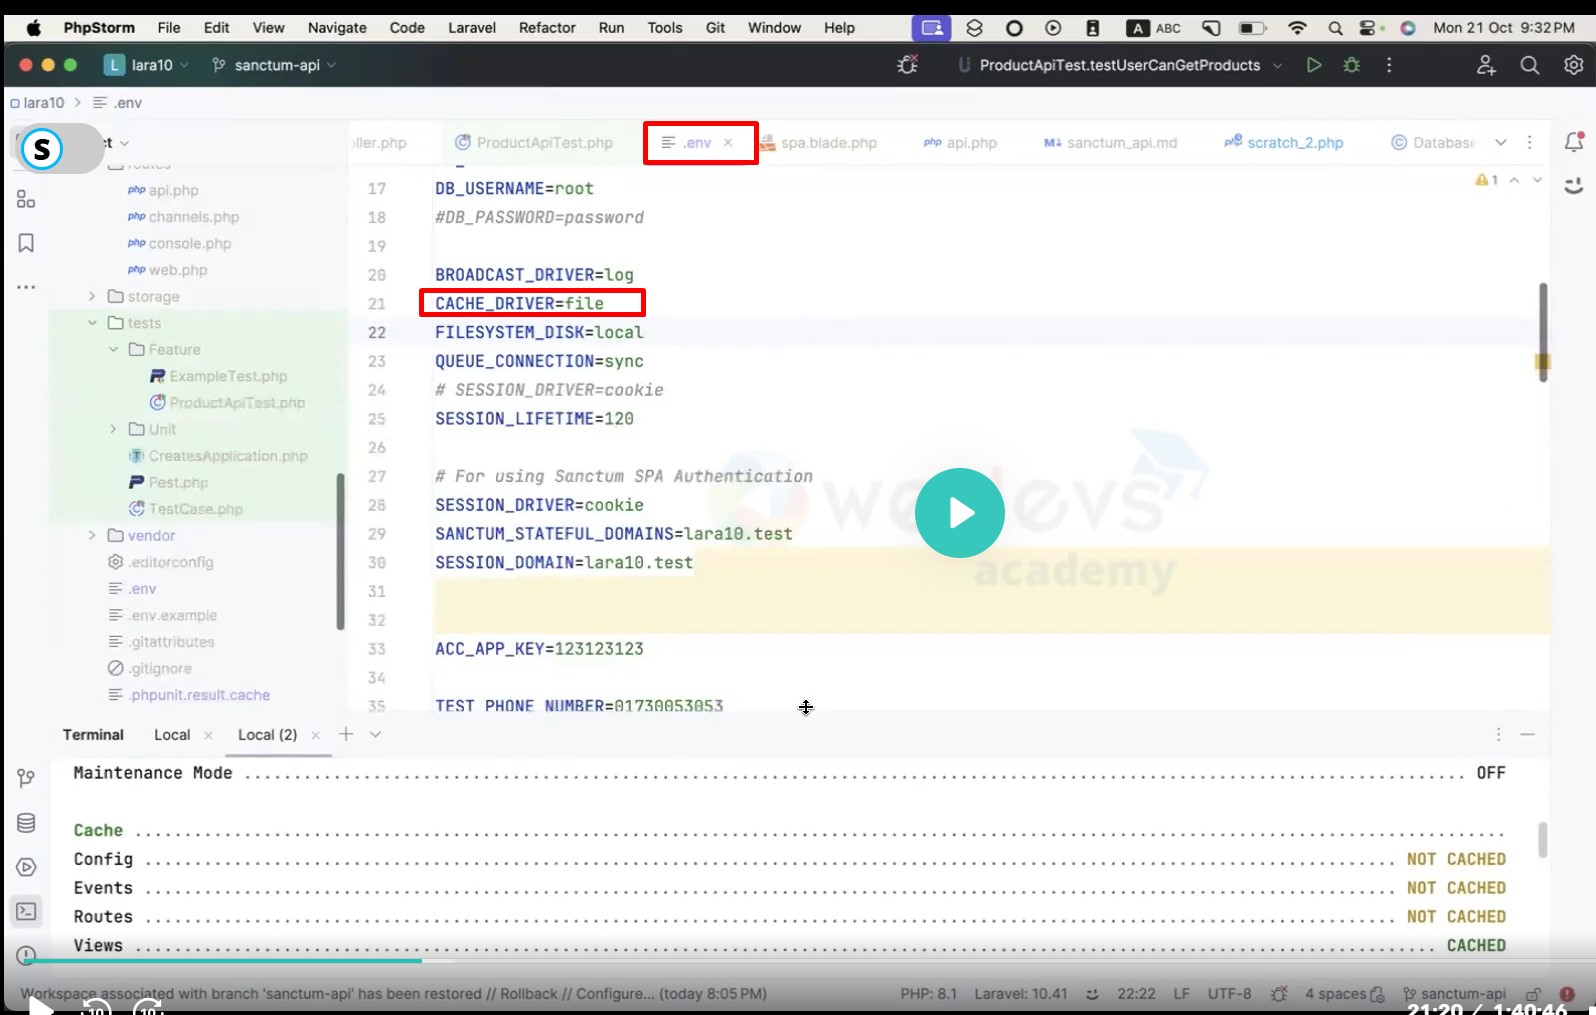 PhpStorm File Edit View Navigate Code Laravel Refactor Run Tools Git Window Help A ABC Mon 21 Oct 9:32 PM
L lara10 sanctum-api ProductApiTest.testUserCanGetProducts
lara10 > .env
S ct ller.php ProductApiTest.php .env × spa.blade.php php api.php M↓ sanctum_api.md php scratch_2.php © Database
1
routes
php api.php
php channels.php
php console.php
php web.php
storage
tests
Feature
ExampleTest.php
ProductApiTest.php
Unit
CreatesApplication.php
Pest.php
TestCase.php
vendor
.editorconfig
.env
.env.example
.gitattributes
.gitignore
.phpunit.result.cache
17 DB_USERNAME=root
18 #DB_PASSWORD=password
19
20 BROADCAST_DRIVER=log
21 CACHE_DRIVER=file
22 FILESYSTEM_DISK=local
23 QUEUE_CONNECTION=sync
24 # SESSION_DRIVER=cookie
25 SESSION_LIFETIME=120
26
27 # For using Sanctum SPA Authentication
28 SESSION_DRIVER=cookie
29 SANCTUM_STATEFUL_DOMAINS=lara10.test
30 SESSION_DOMAIN=lara10.test
31
32
33 ACC_APP_KEY=123123123
34
35 TEST_PHONE_NUMBER=01730053053
academy
Terminal Local × Local (2) × +
Maintenance Mode OFF
Cache
Config NOT CACHED
Events NOT CACHED
Routes NOT CACHED
Views CACHED
Workspace associated with branch 'sanctum-api' has been restored // Rollback // Configure... (today 8:05 PM) PHP: 8.1 Laravel: 10.41 22:22 LF UTF-8 4 spaces sanctum-api
10 10 21:20 / 1:40:46